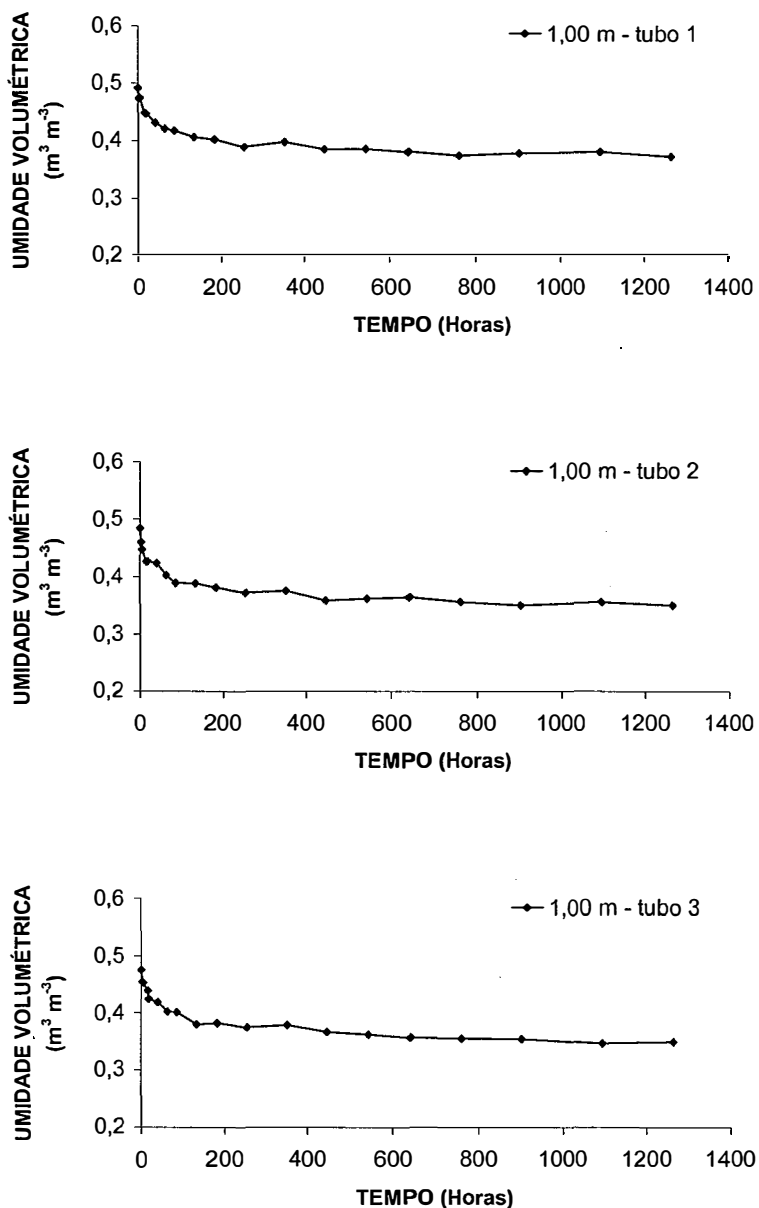 1,00 m - tubo 1
UMIDADE VOLUMÉTRICA
(m³ m⁻³)
0,6
0,5
0,4
0,3
0,2
0 200 400 600 800 1000 1200 1400
TEMPO (Horas)
1,00 m - tubo 2
UMIDADE VOLUMÉTRICA
(m³ m⁻³)
0,6
0,5
0,4
0,3
0,2
0 200 400 600 800 1000 1200 1400
TEMPO (Horas)
1,00 m - tubo 3
UMIDADE VOLUMÉTRICA
(m³ m⁻³)
0,6
0,5
0,4
0,3
0,2
0 200 400 600 800 1000 1200 1400
TEMPO (Horas)